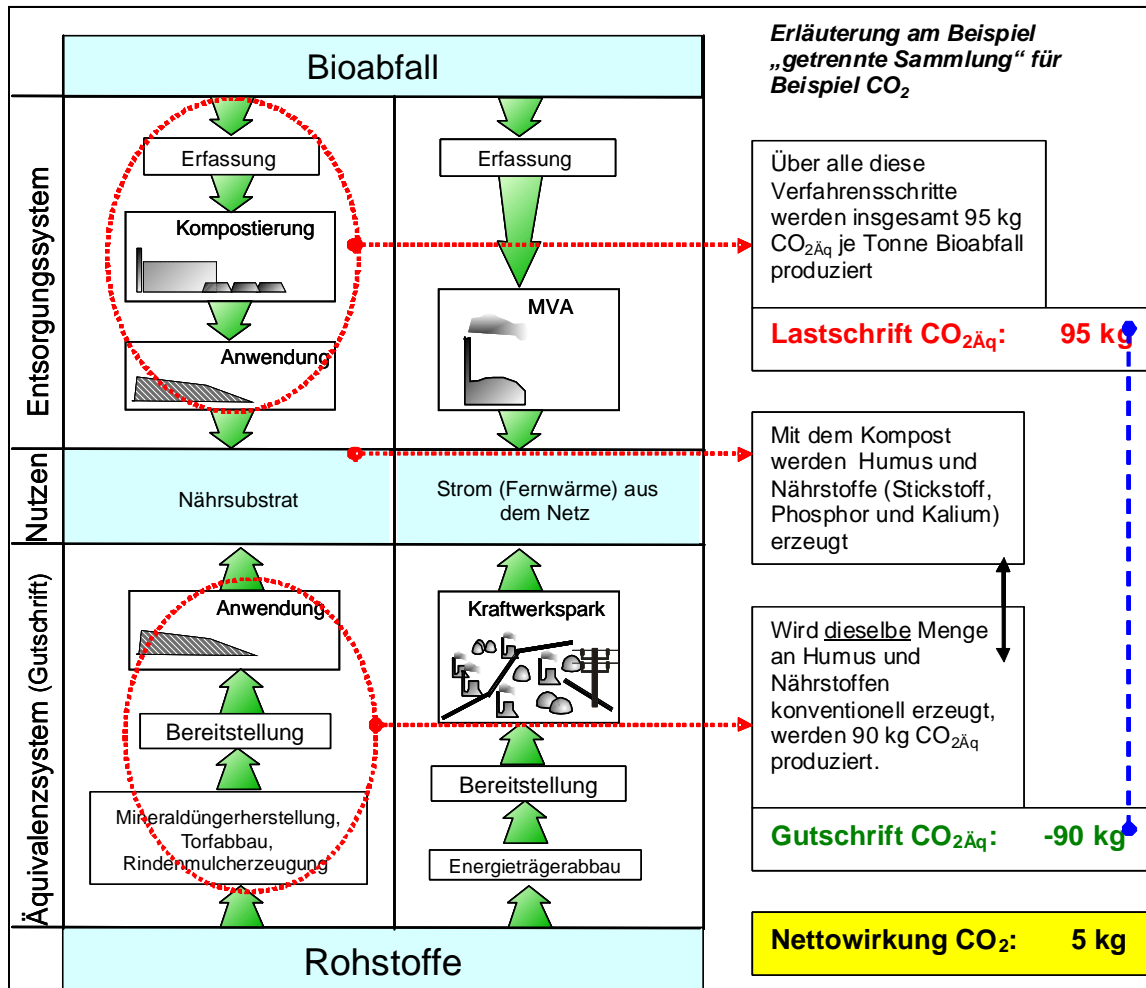 Bioabfall
Entsorgungssystem
Erfassung
Kompostierung
Anwendung
Erfassung
MVA
Nutzen
Nährsubstrat
Strom (Fernwärme) aus
dem Netz
Äquivalenzsystem (Gutschrift)
Anwendung
Bereitstellung
Mineraldüngerherstellung,
Torfabbau,
Rindenmulcherzeugung
Kraftwerkspark
Bereitstellung
Energieträgerabbau
Rohstoffe
Erläuterung am Beispiel
„getrennte Sammlung“ für
Beispiel CO2
Über alle diese
Verfahrensschritte
werden insgesamt 95 kg
CO2Äq je Tonne Bioabfall
produziert
Lastschrift CO2Äq: 95 kg
Mit dem Kompost
werden Humus und
Nährstoffe (Stickstoff,
Phosphor und Kalium)
erzeugt
Wird dieselbe Menge
an Humus und
Nährstoffen
konventionell erzeugt,
werden 90 kg CO2Äq
produziert.
Gutschrift CO2Äq: -90 kg
Nettowirkung CO2: 5 kg